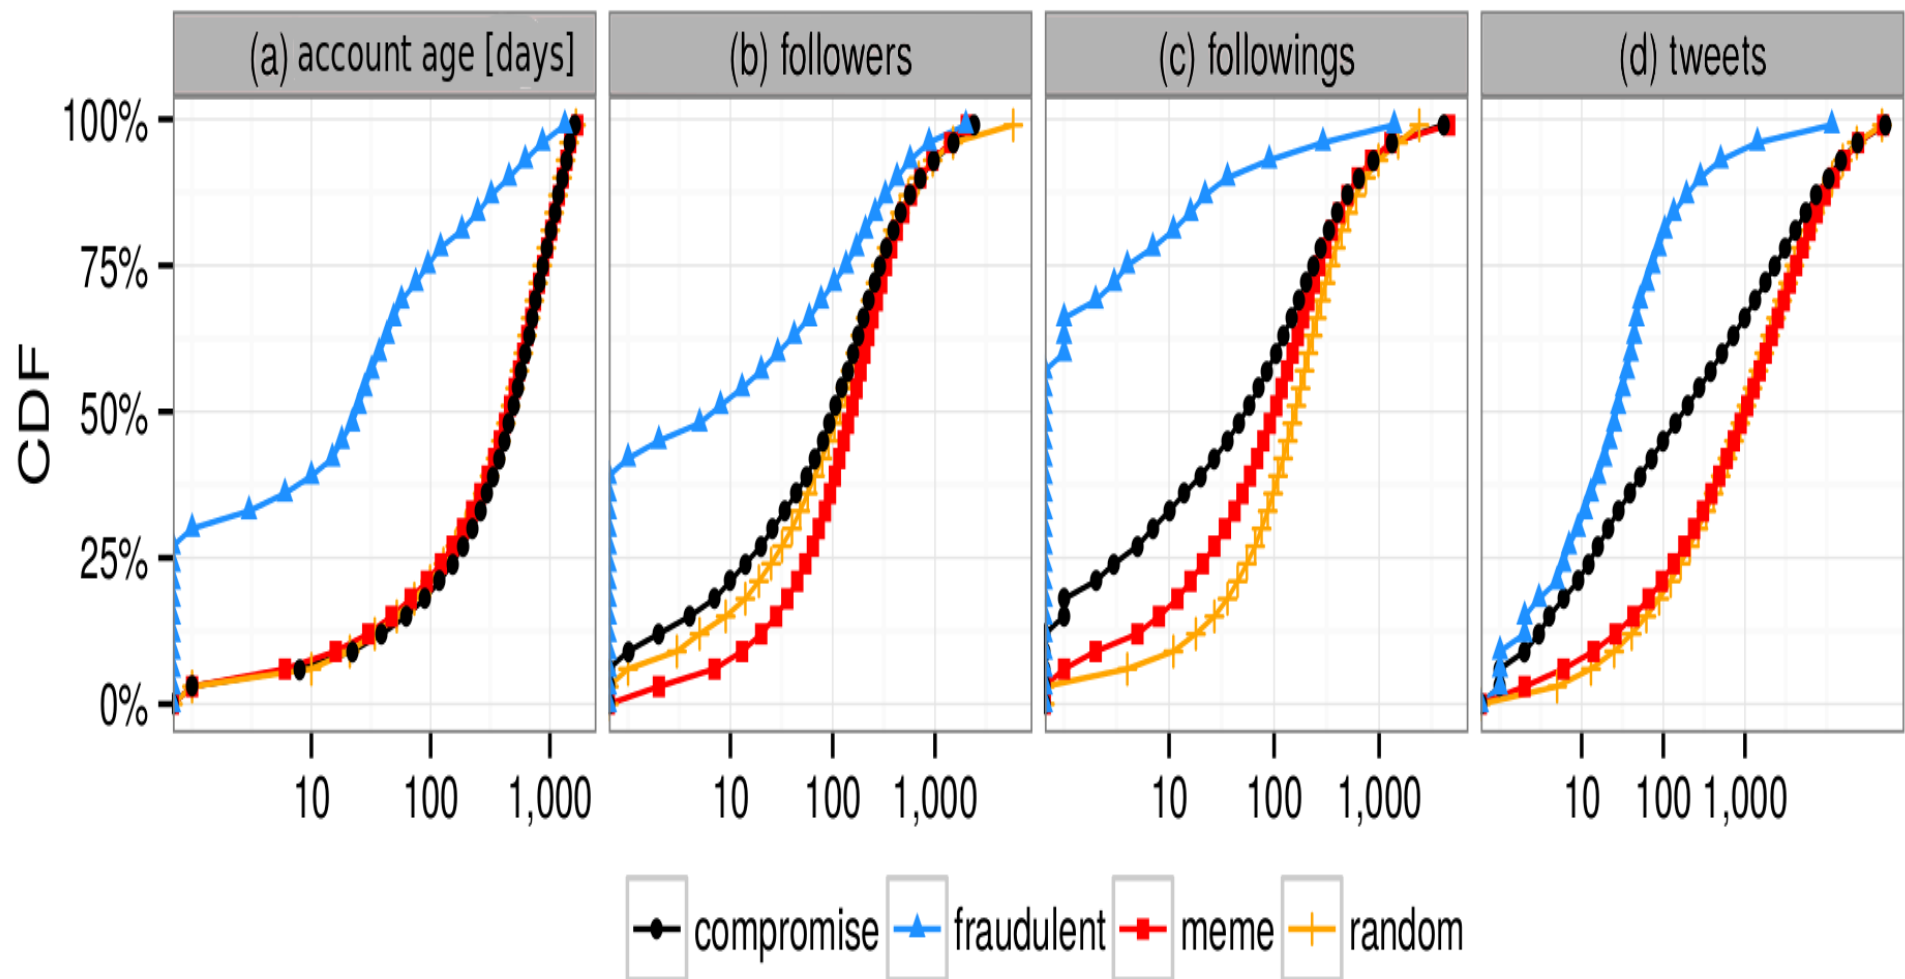 (a) account age [days] (b) followers (c) followings (d) tweets
CDF
100%
75%
50%
25%
0%
10 100 1,000 10 100 1,000 10 100 1,000 10 100 1,000
compromise fraudulent meme random